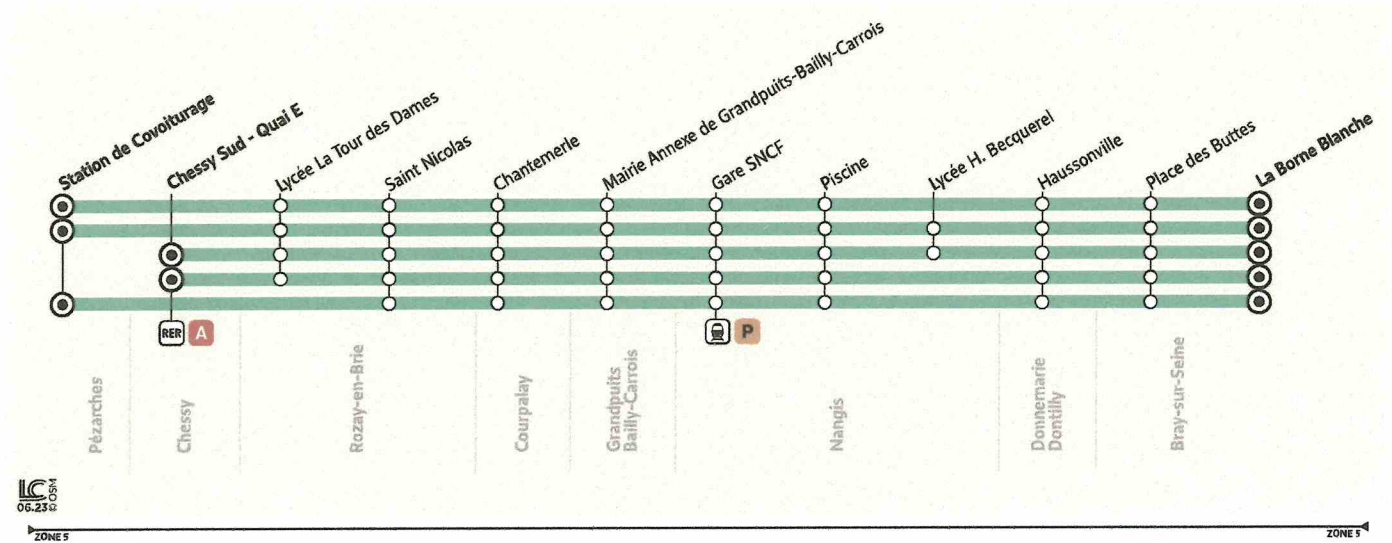 Station de Covoiturage
Chessy Sud - Quai E
Lycée La Tour des Dames
Saint Nicolas
Chantemerle
Mairie Annexe de Grandpuits-Bailly-Carrois
Gare SNCF
Piscine
Lycée H. Becquerel
Haussonville
Place des Buttes
La Borne Blanche
RER A
P
Pézarches
Chessy
Rozay-en-Brie
Courpalay
Grandpuits
Bailly-Carrois
Nangis
Donnemarie
Dontilly
Bray-sur-Seine
LC
06.23
© OSM
ZONE 5
ZONE 5